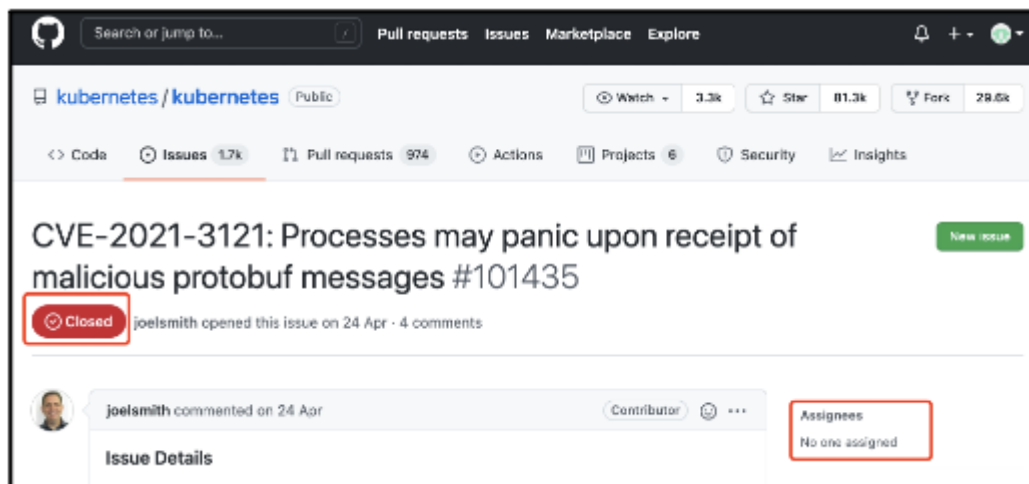 Search or jump to... / Pull requests Issues Marketplace Explore
kubernetes / kubernetes Public Watch 3.3k Star 81.3k Fork 29.6k
<> Code Issues 1.7k Pull requests 974 Actions Projects 6 Security Insights
CVE-2021-3121: Processes may panic upon receipt of
malicious protobuf messages #101435
New issue
Closed joelsmith opened this issue on 24 Apr · 4 comments
joelsmith commented on 24 Apr Contributor ...
Issue Details
Assignees
No one assigned